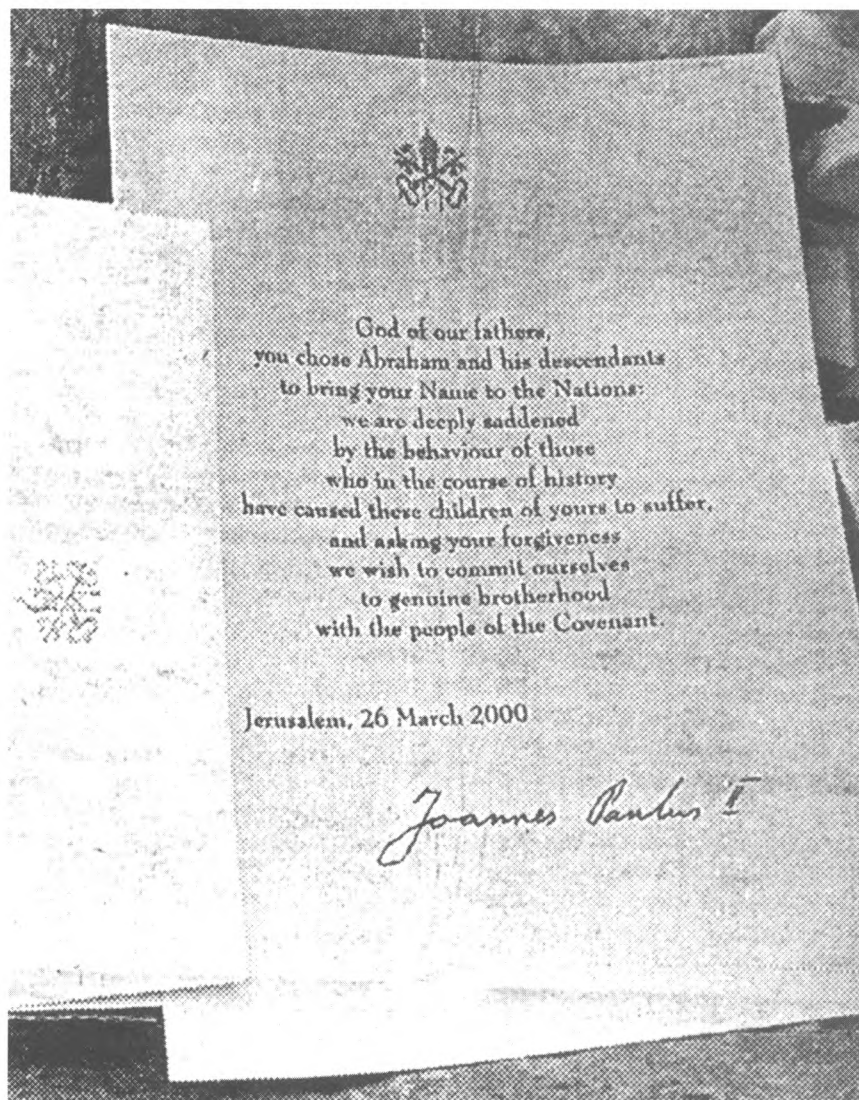 God of our fathers,
you chose Abraham and his descendants
to bring your Name to the Nations:
we are deeply saddened
by the behaviour of those
who in the course of history
have caused these children of yours to suffer,
and asking your forgiveness
we wish to commit ourselves
to genuine brotherhood
with the people of the Covenant.
Jerusalem, 26 March 2000
Joannes Paulus II